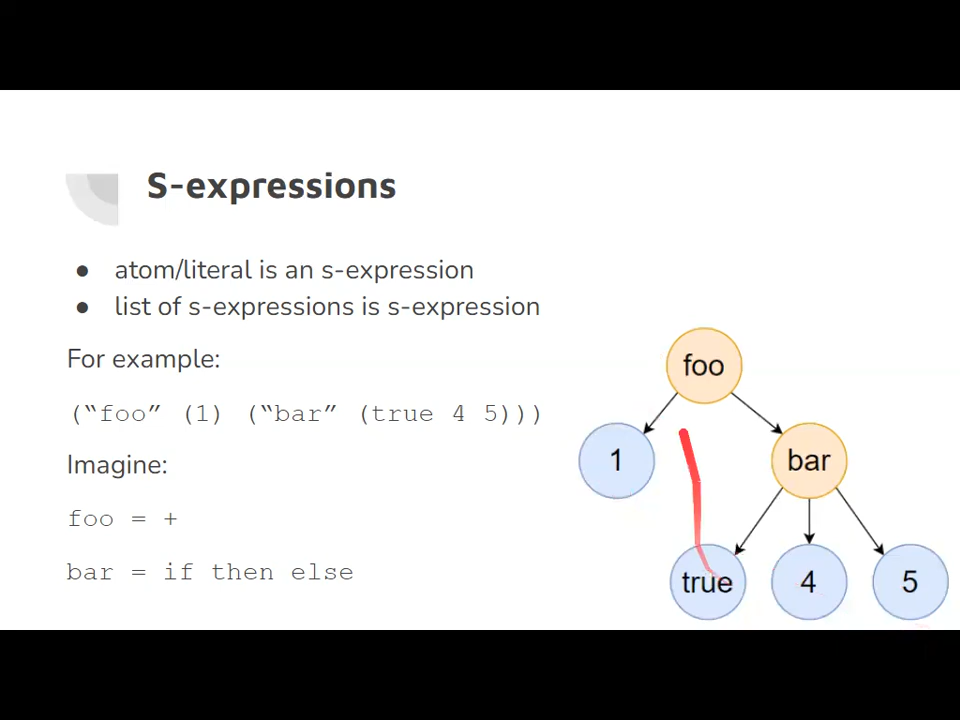 S-expressions
● atom/literal is an s-expression
● list of s-expressions is s-expression
For example:
(“foo” (1) (“bar” (true 4 5)))
Imagine:
foo = +
bar = if then else
foo
1
bar
true
4
5